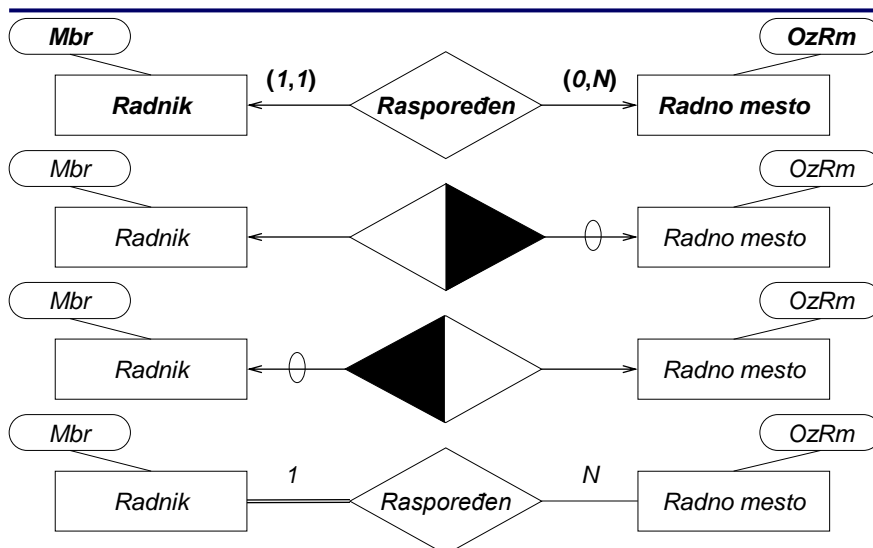 Mbr OzRm
Radnik (1,1) Raspoređen (0,N) Radno mesto
Mbr OzRm
Radnik Radno mesto
Mbr OzRm
Radnik Radno mesto
Mbr OzRm
Radnik 1 Raspoređen N Radno mesto